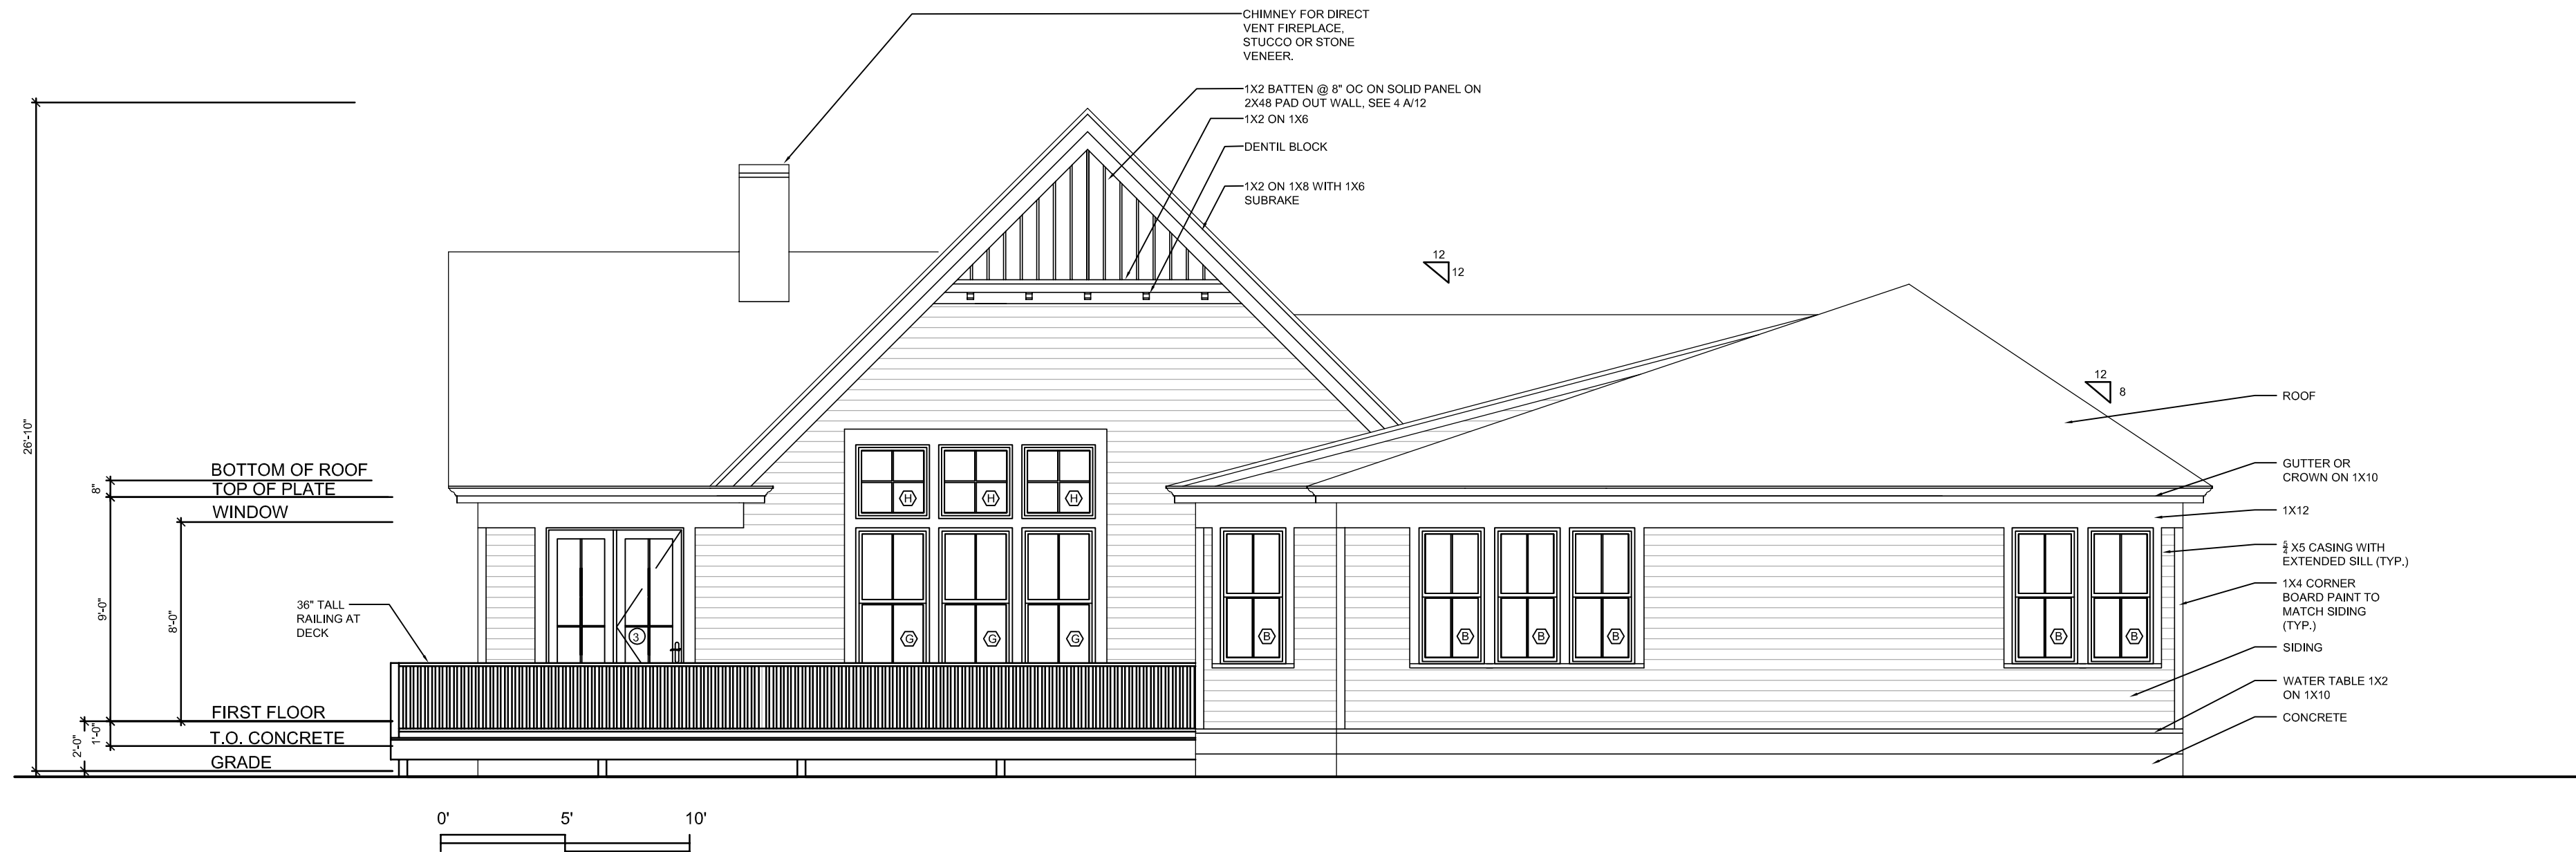 CHIMNEY FOR DIRECT
VENT FIREPLACE,
STUCCO OR STONE
VENEER.
1X2 BATTEN @ 8" OC ON SOLID PANEL ON
2X48 PAD OUT WALL, SEE 4 A/12
1X2 ON 1X6
DENTIL BLOCK
1X2 ON 1X8 WITH 1X6
SUBRAKE
12
12
12
8
ROOF
GUTTER OR
CROWN ON 1X10
1X12
5/4 X5 CASING WITH
EXTENDED SILL (TYP.)
1X4 CORNER
BOARD PAINT TO
MATCH SIDING
(TYP.)
SIDING
WATER TABLE 1X2
ON 1X10
CONCRETE
26'-10"
8"
9'-0"
8'-0"
1'-0"
2'-0"
BOTTOM OF ROOF
TOP OF PLATE
WINDOW
36" TALL
RAILING AT
DECK
FIRST FLOOR
T.O. CONCRETE
GRADE
H H H
3 G G G B B B B B B
0' 5' 10'